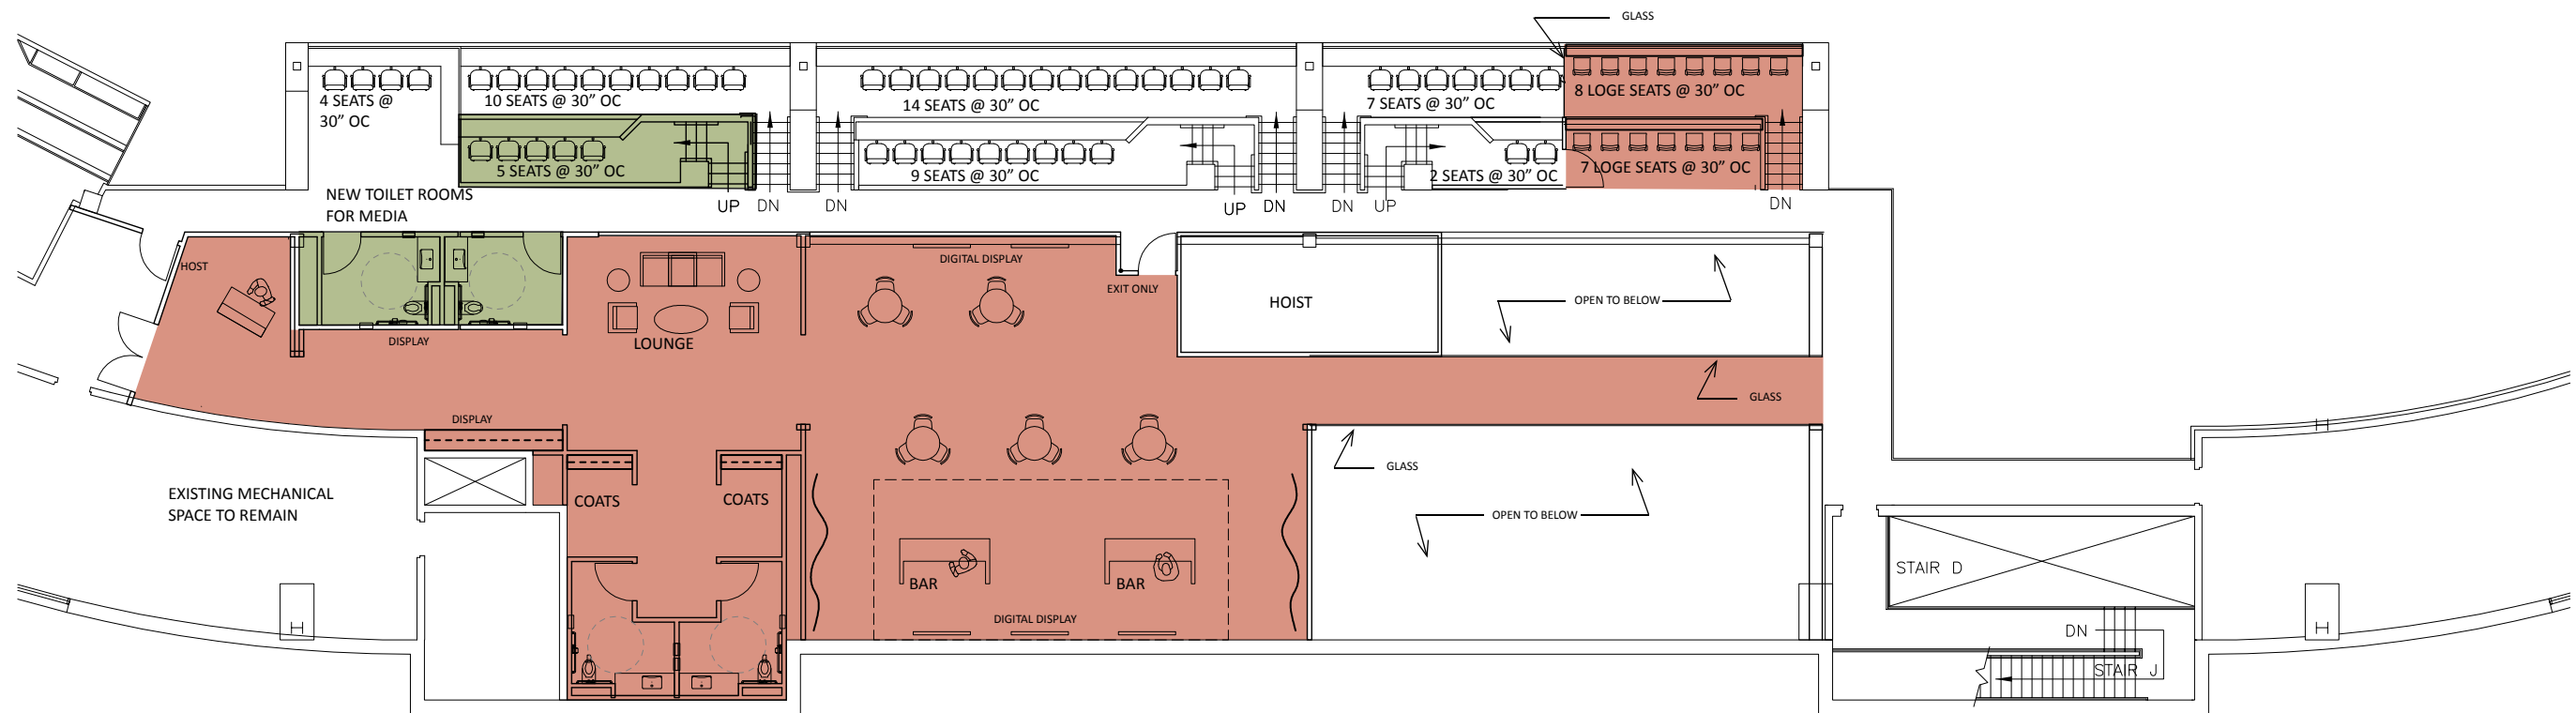 GLASS
4 SEATS @
30” OC
10 SEATS @ 30” OC
14 SEATS @ 30” OC
7 SEATS @ 30” OC
8 LOGE SEATS @ 30” OC
5 SEATS @ 30” OC
9 SEATS @ 30” OC
2 SEATS @ 30” OC
7 LOGE SEATS @ 30” OC
NEW TOILET ROOMS
FOR MEDIA
UP
DN
DN
UP
DN
DN
UP
DN
HOST
DIGITAL DISPLAY
EXIT ONLY
HOIST
OPEN TO BELOW
DISPLAY
LOUNGE
GLASS
DISPLAY
GLASS
EXISTING MECHANICAL
SPACE TO REMAIN
COATS
COATS
OPEN TO BELOW
BAR
BAR
STAIR D
DIGITAL DISPLAY
DN
STAIR J
H
H
H